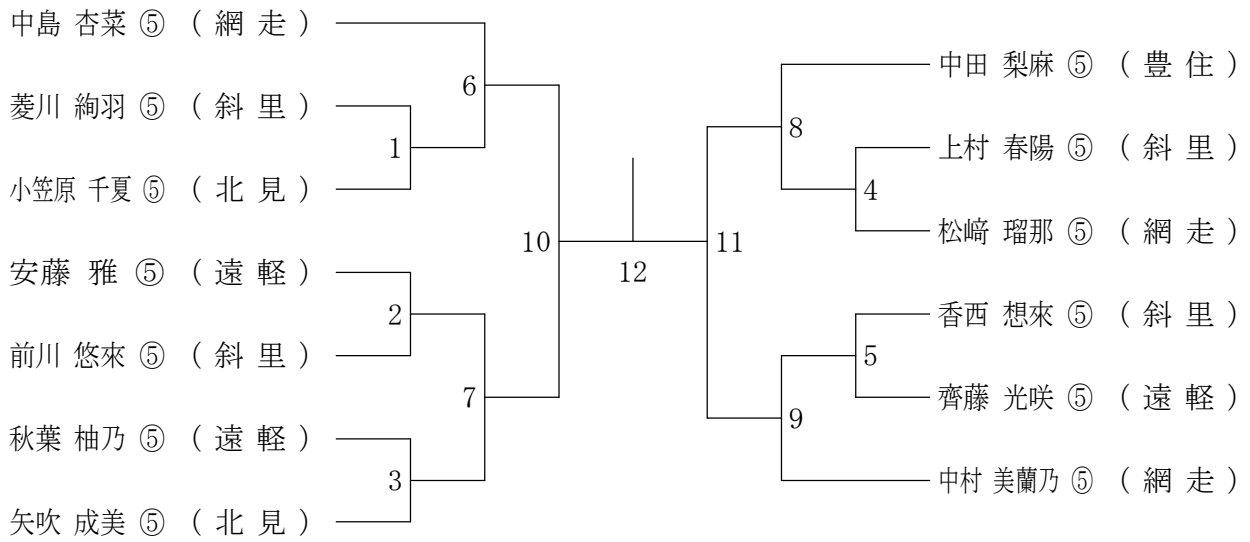 中島 杏菜 ⑤ ( 網 走 )
菱川 絢羽 ⑤ ( 斜 里 )
小笠原 千夏 ⑤ ( 北 見 )
安藤 雅 ⑤ ( 遠 軽 )
前川 悠來 ⑤ ( 斜 里 )
秋葉 柚乃 ⑤ ( 遠 軽 )
矢吹 成美 ⑤ ( 北 見 )
6
1
2
7
3
10
12
11
8
4
5
9
中田 梨麻 ⑤ ( 豊 住 )
上村 春陽 ⑤ ( 斜 里 )
松﨑 瑠那 ⑤ ( 網 走 )
香西 想來 ⑤ ( 斜 里 )
齊藤 光咲 ⑤ ( 遠 軽 )
中村 美蘭乃 ⑤ ( 網 走 )